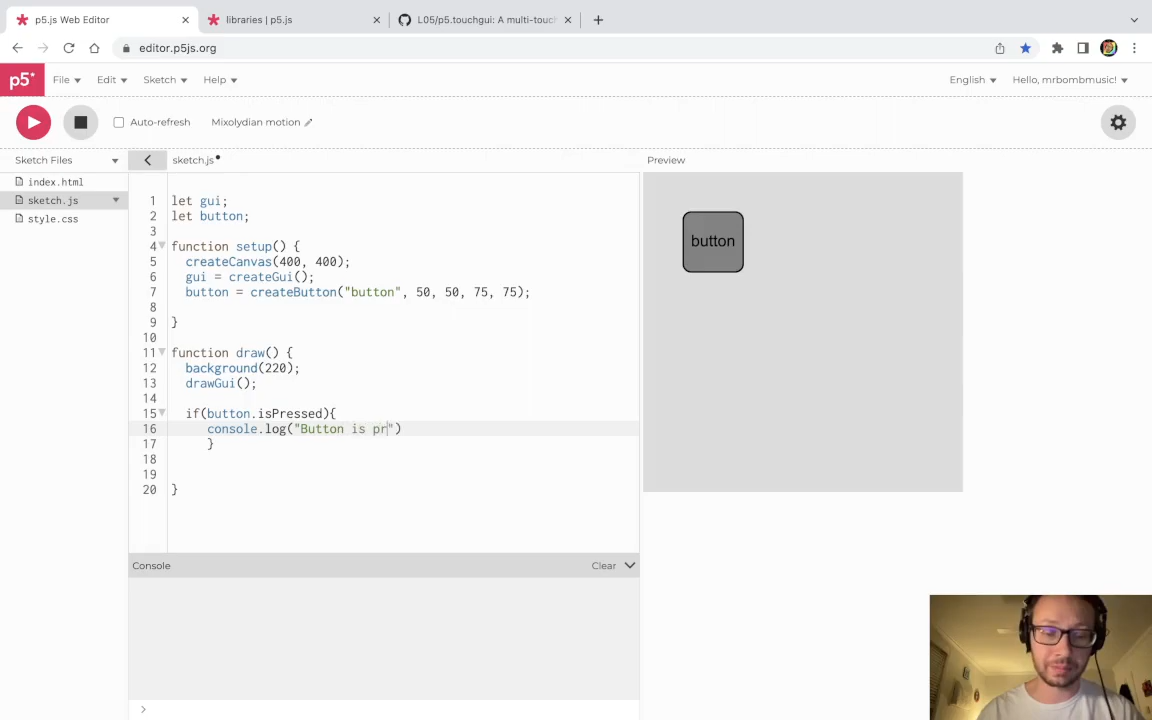 p5.js Web Editor
libraries | p5.js
L05/p5.touchgui: A multi-touch
editor.p5js.org
p5*
File
Edit
Sketch
Help
English
Hello, mrbombmusic!
Auto-refresh
Mixolydian motion
Sketch Files
sketch.js
Preview
index.html
sketch.js
style.css
1 let gui;
2 let button;
3
4 function setup() {
5 createCanvas(400, 400);
6 gui = createGui();
7 button = createButton("button", 50, 50, 75, 75);
8
9 }
10
11 function draw() {
12 background(220);
13 drawGui();
14
15 if(button.isPressed){
16 console.log("Button is pr")
17 }
18
19
20 }
button
Console
Clear
>